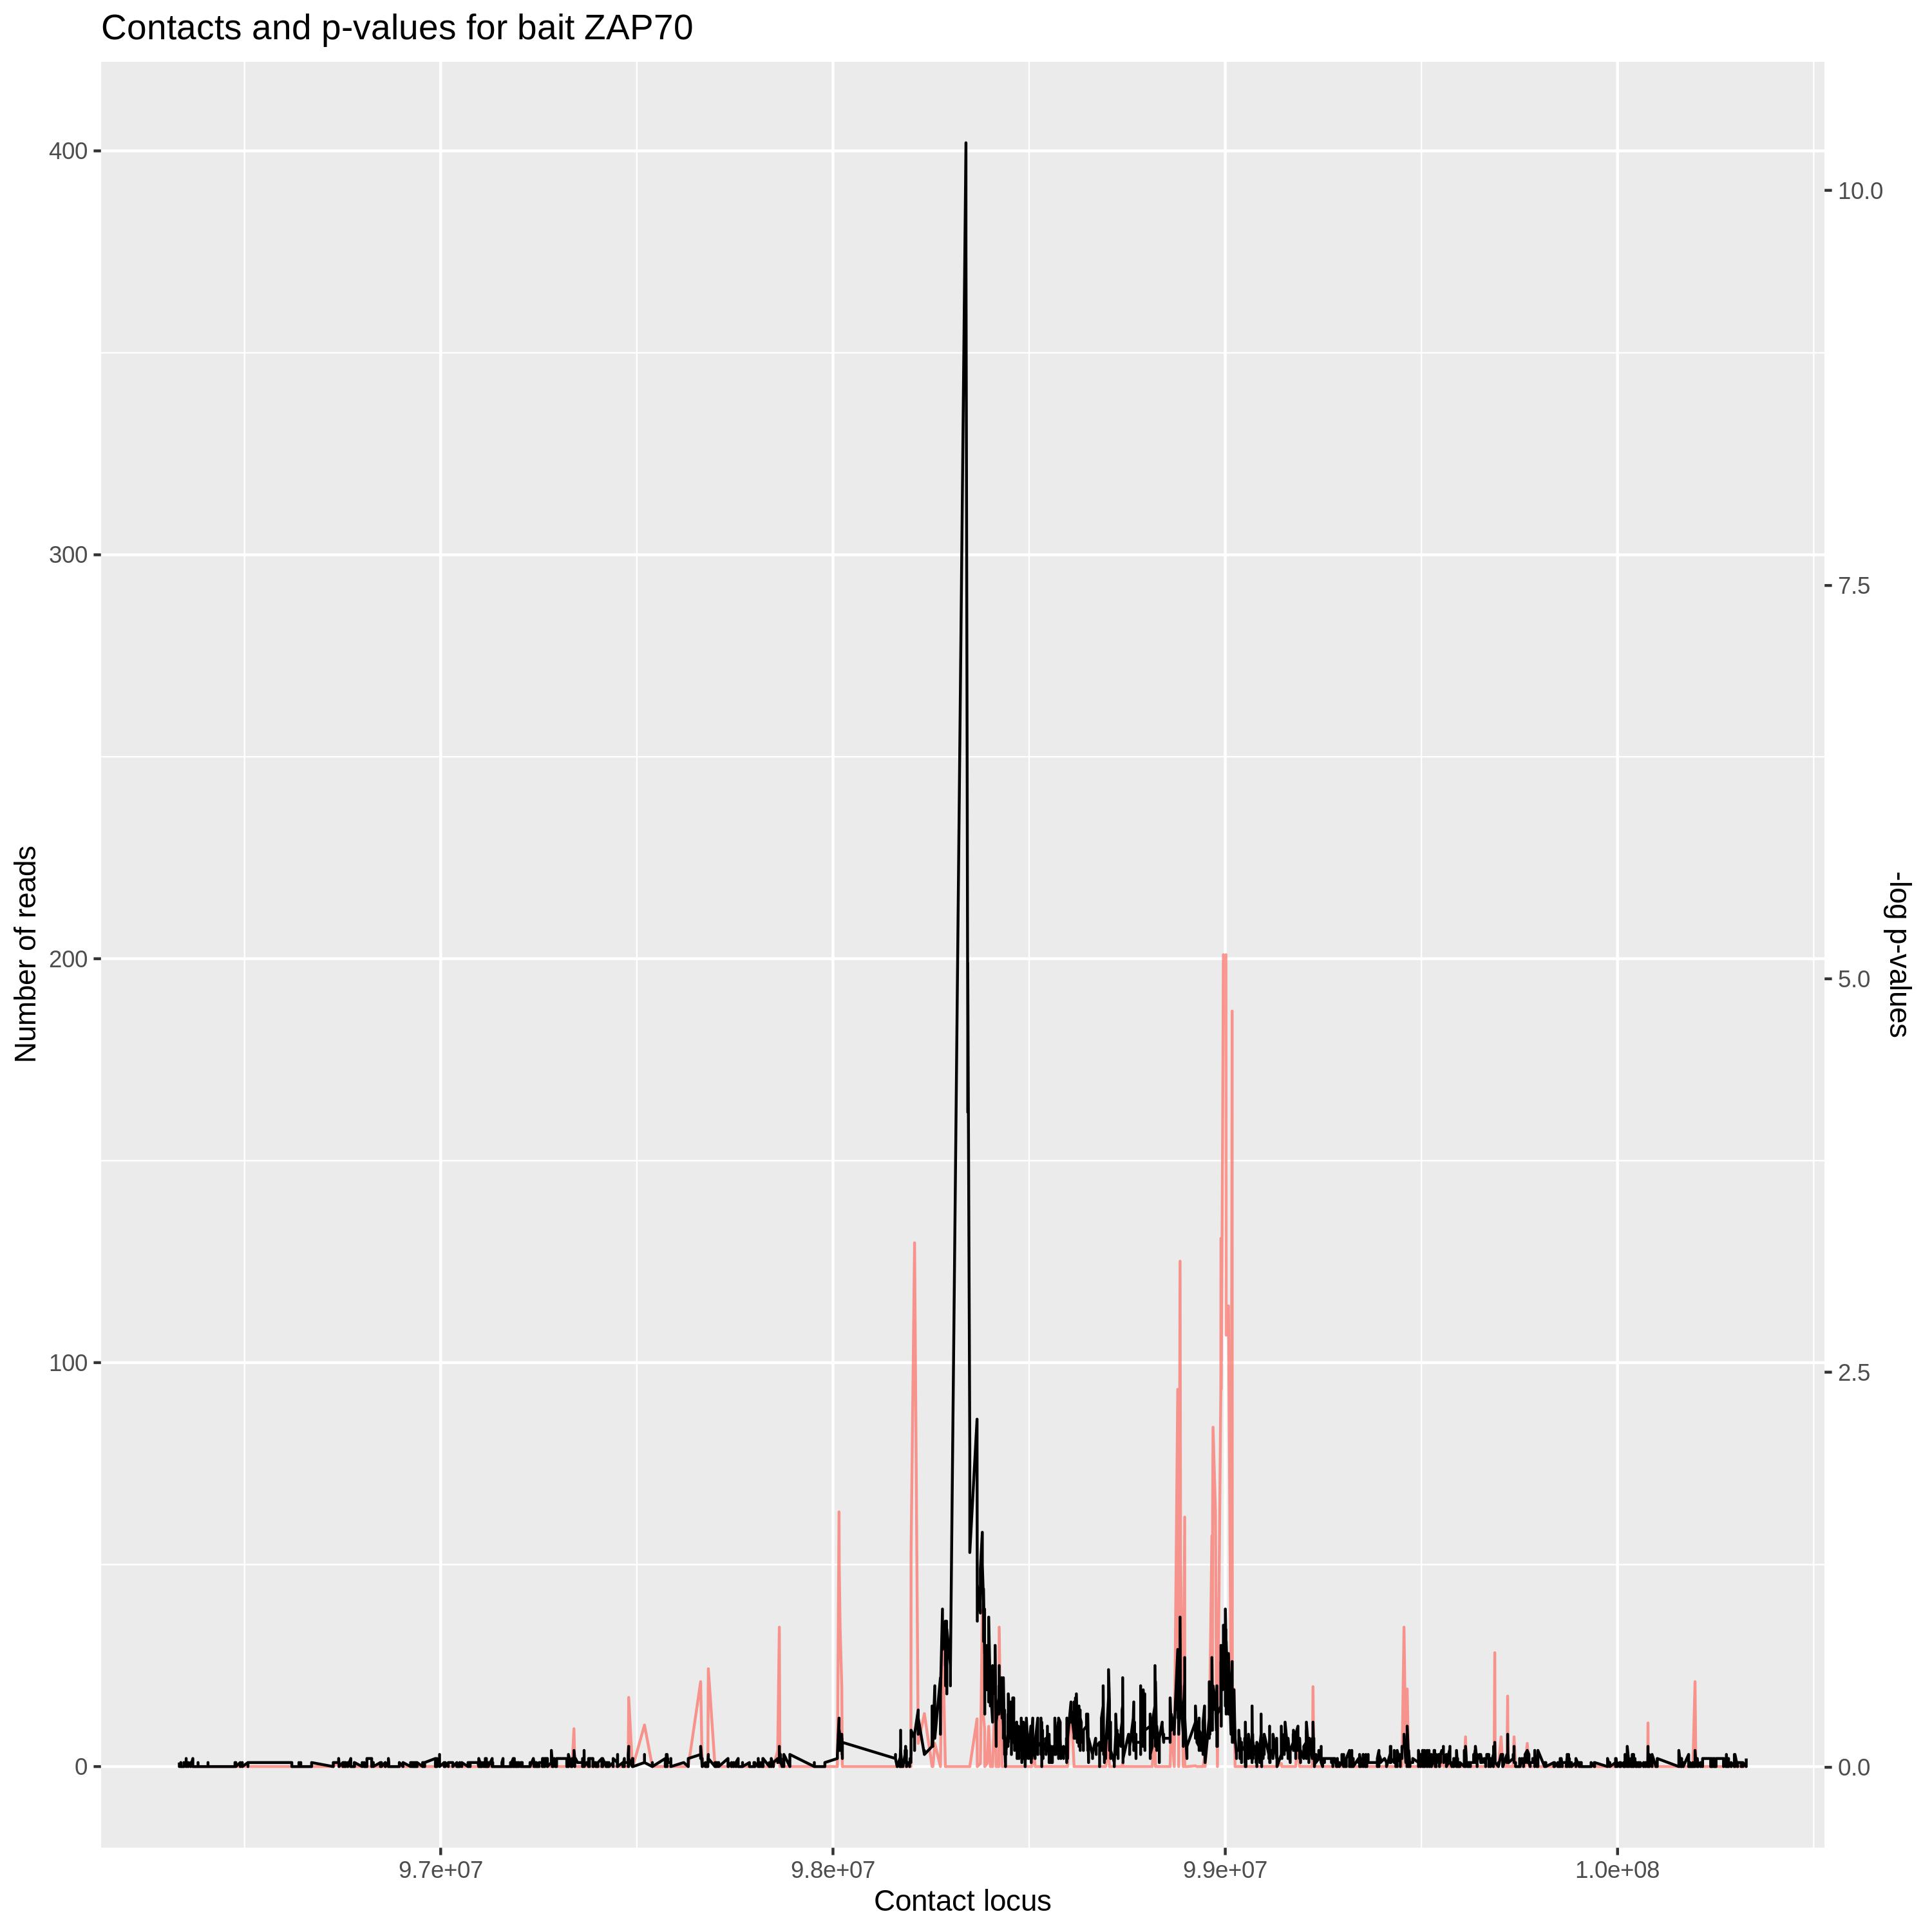 Contacts and p-values for bait ZAP70
Number of reads
400
300
200
100
0
10.0
7.5
5.0
2.5
0.0
-log p-values
9.7e+07
9.8e+07
9.9e+07
1.0e+08
Contact locus